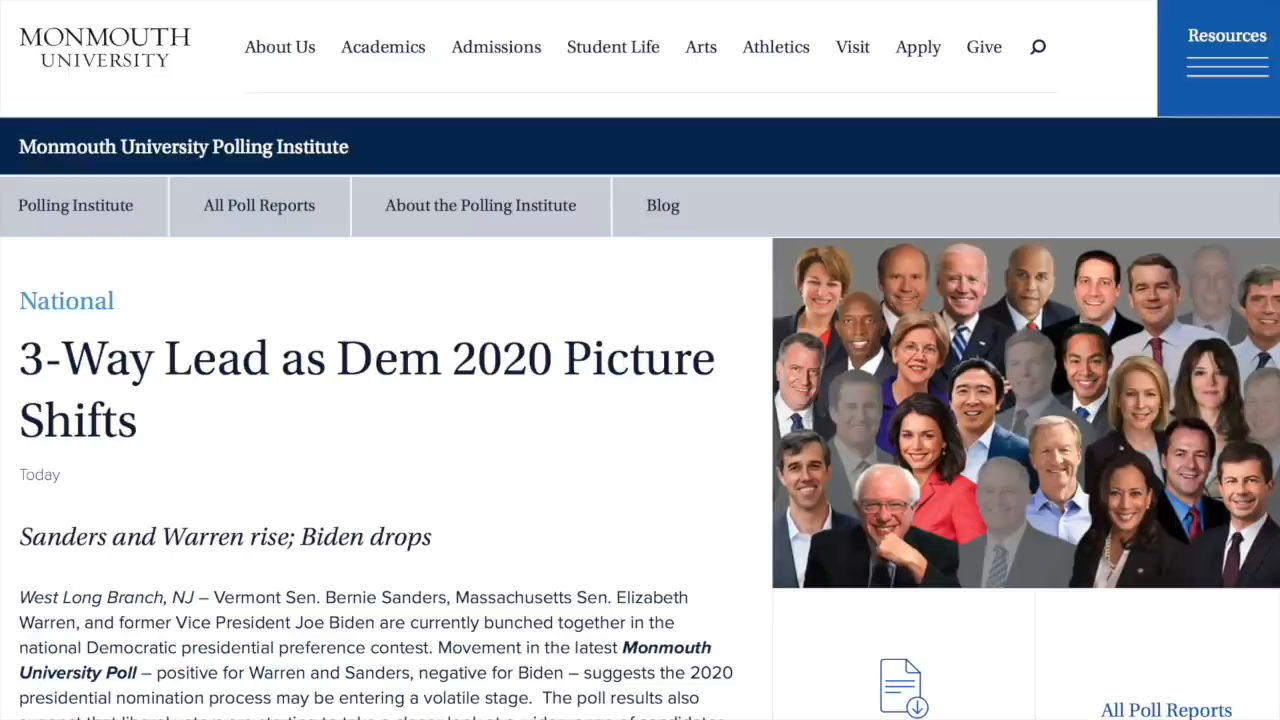 MONMOUTH
UNIVERSITY
About Us Academics Admissions Student Life Arts Athletics Visit Apply Give
Resources
Monmouth University Polling Institute
Polling Institute All Poll Reports About the Polling Institute Blog
National
3-Way Lead as Dem 2020 Picture
Shifts
Today
Sanders and Warren rise; Biden drops
West Long Branch, NJ – Vermont Sen. Bernie Sanders, Massachusetts Sen. Elizabeth
Warren, and former Vice President Joe Biden are currently bunched together in the
national Democratic presidential preference contest. Movement in the latest Monmouth
University Poll – positive for Warren and Sanders, negative for Biden – suggests the 2020
presidential nomination process may be entering a volatile stage. The poll results also
All Poll Reports